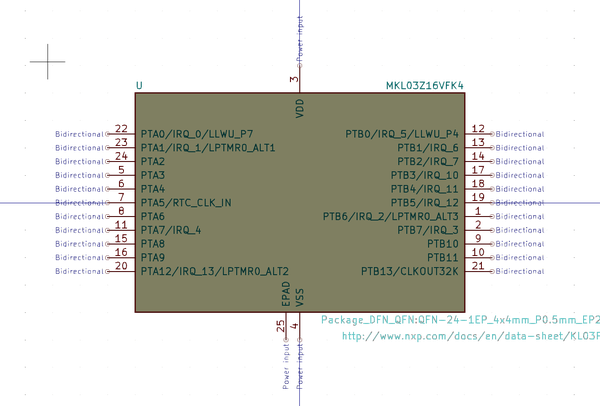 Power input
3
U
MKL03Z16VFK4
VDD
Bidirectional 22 PTA0/IRQ_0/LLWU_P7 PTB0/IRQ_5/LLWU_P4 12 Bidirectional
Bidirectional 23 PTA1/IRQ_1/LPTMR0_ALT1 PTB1/IRQ_6 13 Bidirectional
Bidirectional 24 PTA2 PTB2/IRQ_7 14 Bidirectional
Bidirectional 5 PTA3 PTB3/IRQ_10 17 Bidirectional
Bidirectional 6 PTA4 PTB4/IRQ_11 18 Bidirectional
Bidirectional 7 PTA5/RTC_CLK_IN PTB5/IRQ_12 19 Bidirectional
Bidirectional 8 PTA6 PTB6/IRQ_2/LPTMR0_ALT3 1 Bidirectional
Bidirectional 11 PTA7/IRQ_4 PTB7/IRQ_3 2 Bidirectional
Bidirectional 15 PTA8 PTB10 9 Bidirectional
Bidirectional 16 PTA9 PTB11 10 Bidirectional
Bidirectional 20 PTA12/IRQ_13/LPTMR0_ALT2 PTB13/CLKOUT32K 21 Bidirectional
EPAD VSS
25 4
Package_DFN_QFN:QFN-24-1EP_4x4mm_P0.5mm_EP2
http://www.nxp.com/docs/en/data-sheet/KL03P
Power input Power input